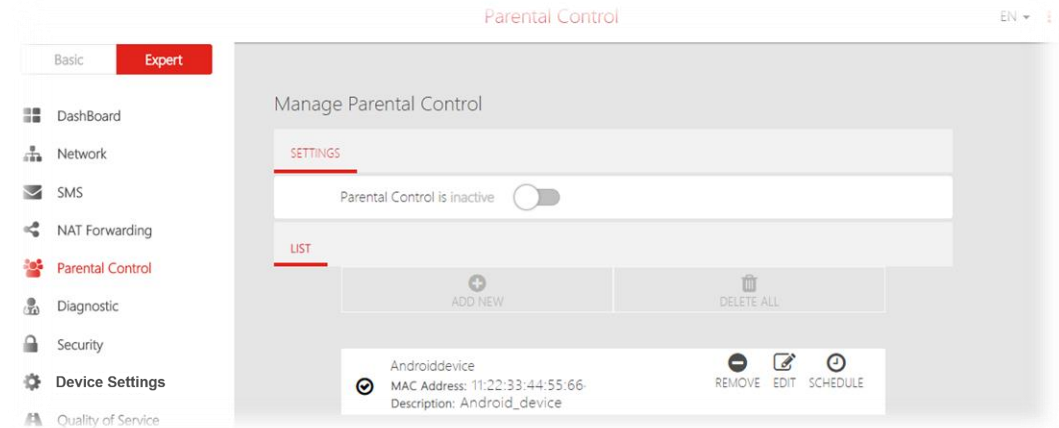 Parental Control
EN
Basic
Expert
DashBoard
Network
SMS
NAT Forwarding
Parental Control
Diagnostic
Security
Device Settings
Quality of Service
Manage Parental Control
SETTINGS
Parental Control is inactive
LIST
ADD NEW
DELETE ALL
Androiddevice
MAC Address: 11:22:33:44:55:66
Description: Android_device
REMOVE
EDIT
SCHEDULE